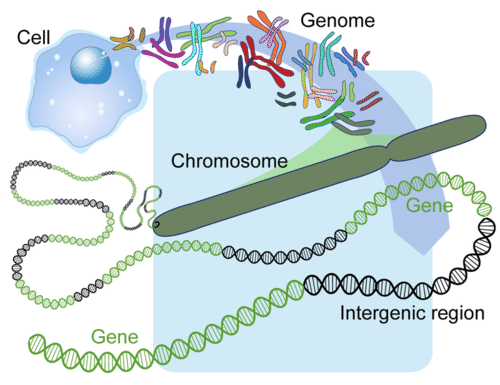 Cell
Genome
Chromosome
Gene
Intergenic region
Gene